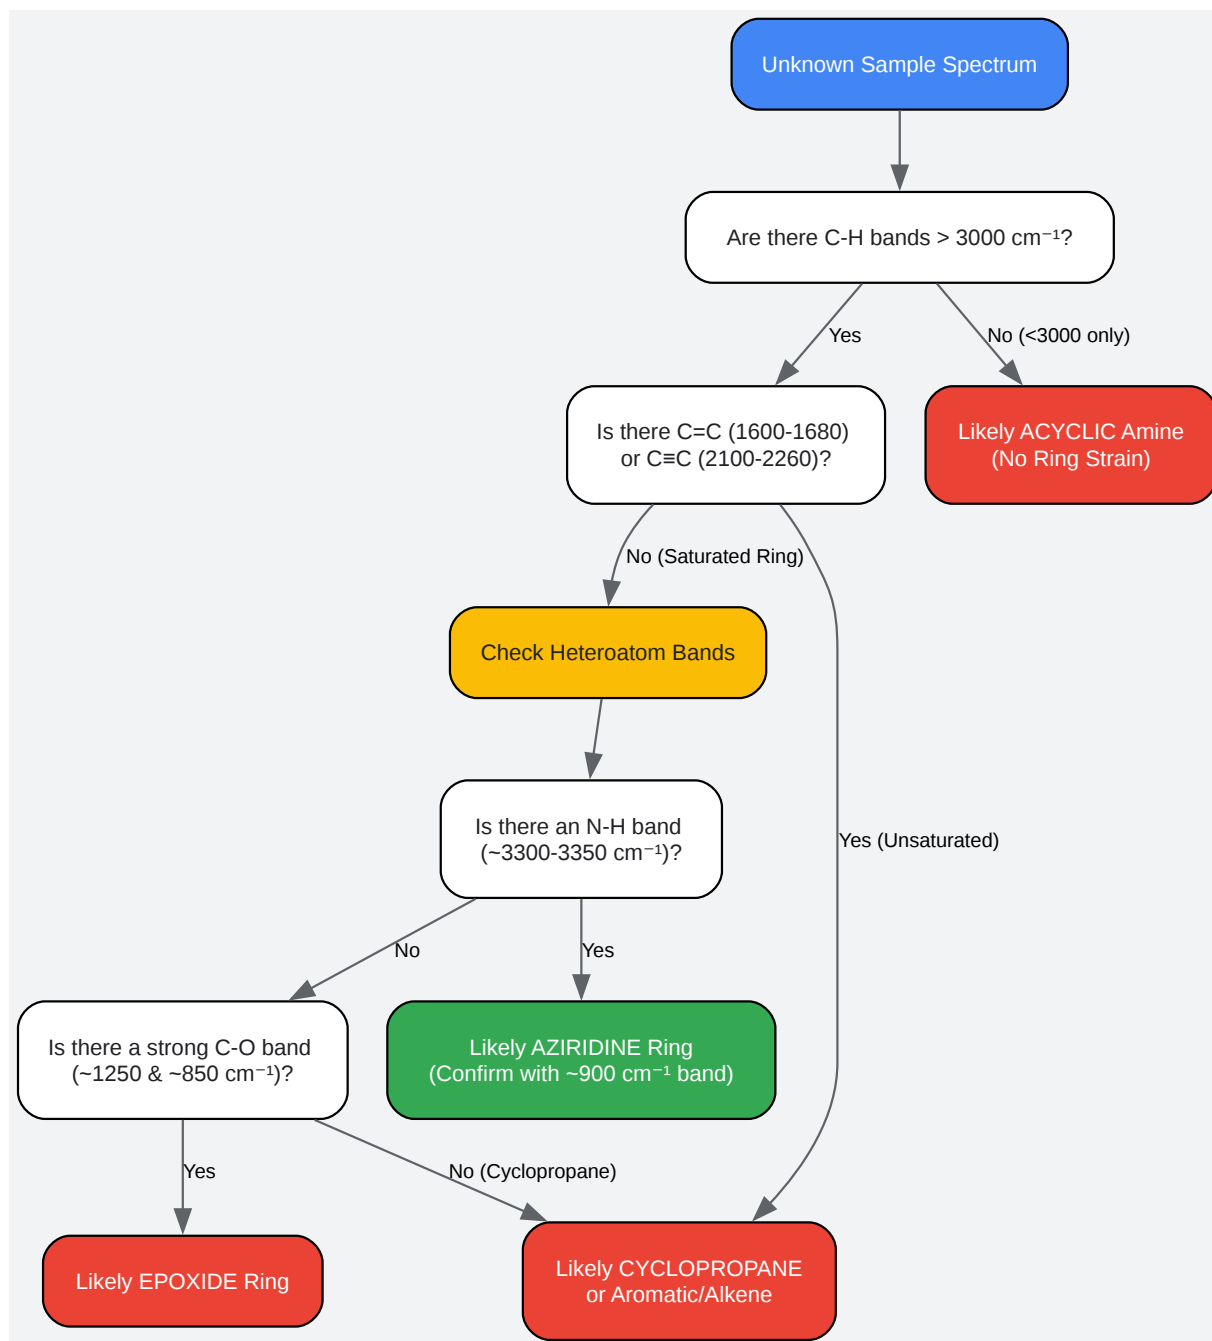 Unknown Sample Spectrum
Are there C-H bands > 3000 cm⁻¹?
Yes
No (<3000 only)
Is there C=C (1600-1680)
or C≡C (2100-2260)?
Likely ACYCLIC Amine
(No Ring Strain)
No (Saturated Ring)
Check Heteroatom Bands
Is there an N-H band
(~3300-3350 cm⁻¹)?
Yes (Unsaturated)
No
Yes
Is there a strong C-O band
(~1250 & ~850 cm⁻¹)?
Likely AZIRIDINE Ring
(Confirm with ~900 cm⁻¹ band)
Yes
No (Cyclopropane)
Likely EPOXIDE Ring
Likely CYCLOPROPANE
or Aromatic/Alkene